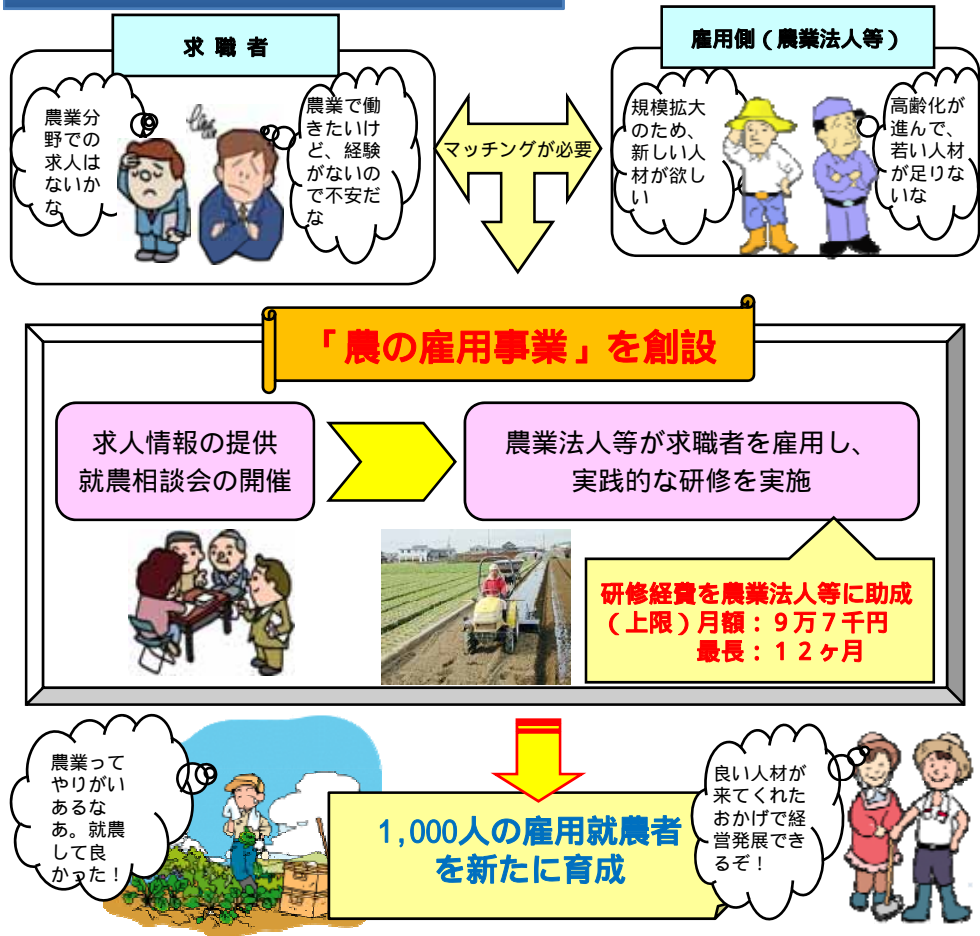 求 職 者
雇用側（農業法人等）
農業分
野での
求人は
ないか
な
農業で働
きたいけ
ど、経験
がないの
で不安だ
な
マッチングが必要
規模拡大
のため、
新しい人
材が欲し
い
高齢化が
進んで、
若い人材
が足りな
いな
「農の雇用事業」を創設
求人情報の提供
就農相談会の開催
農業法人等が求職者を雇用し、
実践的な研修を実施
研修経費を農業法人等に助成
（上限）月額：９万７千円
最長：１２ヶ月
農業って
やりがい
あるな
あ。就農
して良
かった！
1,000人の雇用就農者
を新たに育成
良い人材が
来てくれた
おかげで経
営発展でき
るぞ！